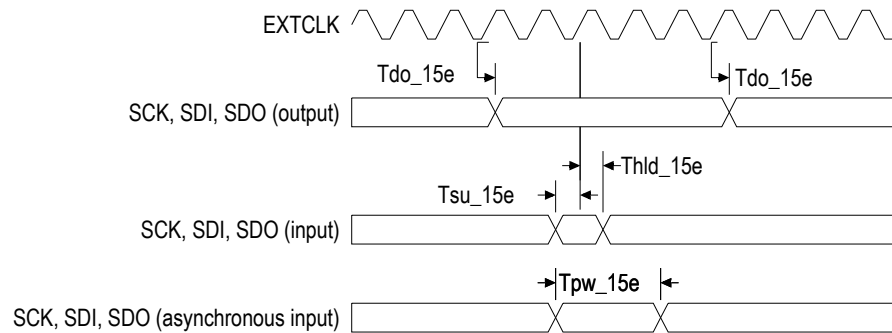 EXTCLK
Tdo_15e
Tdo_15e
SCK, SDI, SDO (output)
Thld_15e
Tsu_15e
SCK, SDI, SDO (input)
Tpw_15e
SCK, SDI, SDO (asynchronous input)